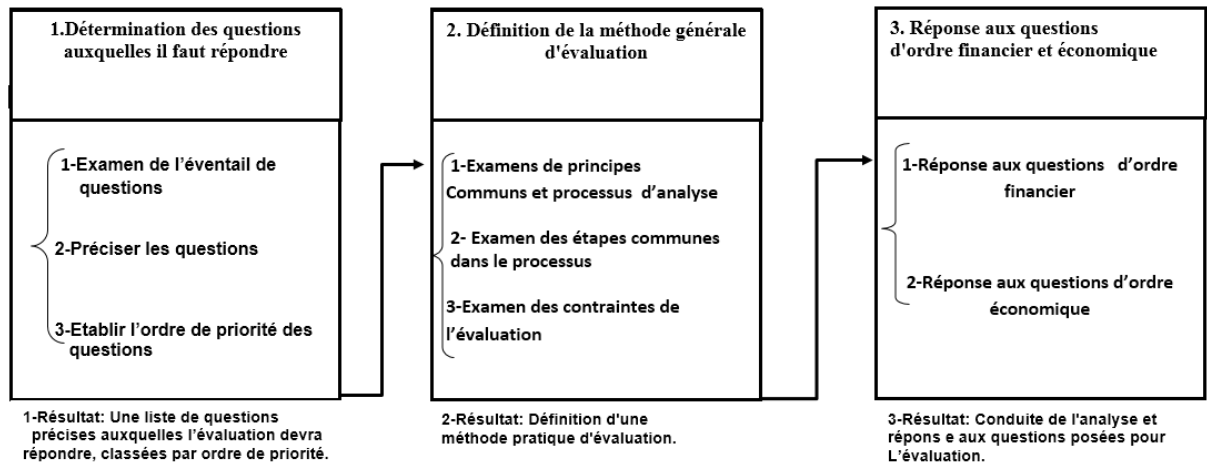 1.Détermination des questions
auxquelles il faut répondre
1-Examen de l’éventail de
questions
2-Préciser les questions
3-Etablir l’ordre de priorité des
questions
1-Résultat: Une liste de questions
précises auxquelles l’évaluation devra
répondre, classées par ordre de priorité.
2. Définition de la méthode générale
d'évaluation
1-Examens de principes
Communs et processus d’analyse
2- Examen des étapes communes
dans le processus
3-Examen des contraintes de
l’évaluation
2-Résultat: Définition d'une
méthode pratique d'évaluation.
3. Réponse aux questions
d'ordre financier et économique
1-Réponse aux questions d’ordre
financier
2-Réponse aux questions d’ordre
économique
3-Résultat: Conduite de l'analyse et
répons e aux questions posées pour
L’évaluation.